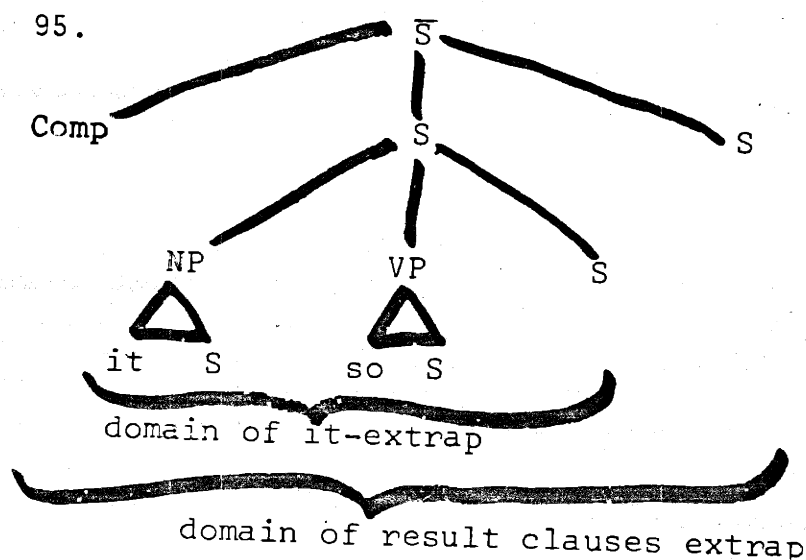 95.
S̅
Comp S S
NP VP S
it S so S
domain of it-extrap
domain of result clauses extrap